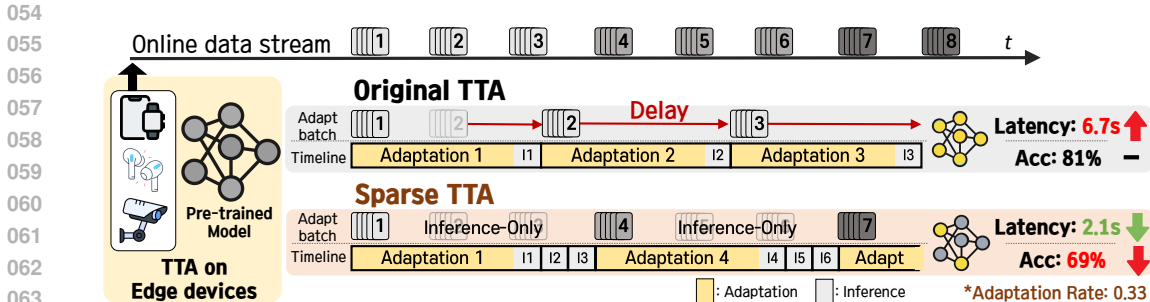 054
055
056
057
058
059
060
061
062
063
Online data stream 1 2 3 4 5 6 7 8 t
Original TTA
Adapt batch 1 2 Delay 2 3
Timeline Adaptation 1 I1 Adaptation 2 I2 Adaptation 3 I3
Latency: 6.7s
Acc: 81% –
Pre-trained
Model
TTA on
Edge devices
Sparse TTA
Adapt batch 1 2 Inference-Only 3 4 5 Inference-Only 6 7
Timeline Adaptation 1 I1 I2 I3 Adaptation 4 I4 I5 I6 Adapt
Latency: 2.1s
Acc: 69%
: Adaptation : Inference
*Adaptation Rate: 0.33